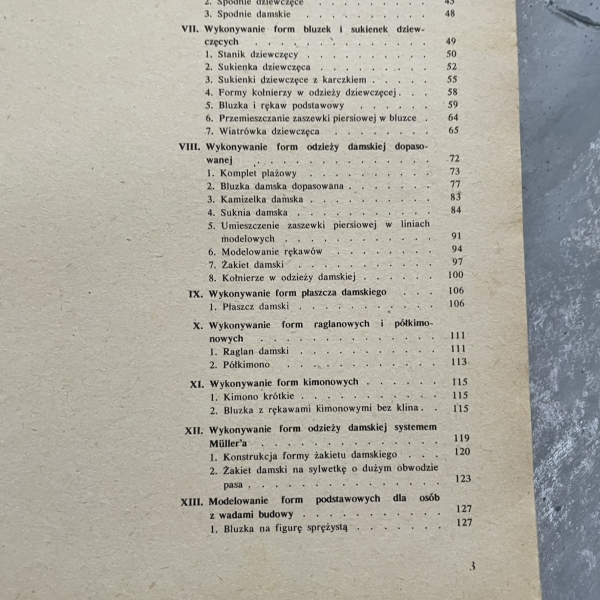 2. Spodnie dziewczęce . . . . . . . 45
3. Spodnie damskie . . . . . . . 48
VII. Wykonywanie form bluzek i sukienek dziew-
częcych . . . . . . . . 49
1. Stanik dziewczęcy . . . . . . 50
2. Sukienka dziewczęca . . . . . 52
3. Sukienki dziewczęce z karczkiem . . . . 55
4. Formy kołnierzy w odzieży dziewczęcej . . 58
5. Bluzka i rękaw podstawowy . . . . 59
6. Przemieszczanie zaszewki piersiowej w bluzce . 64
7. Wiatrówka dziewczęca . . . . . 65
VIII. Wykonywanie form odzieży damskiej dopaso-
wanej . . . . . . . . 72
1. Komplet plażowy . . . . . . 73
2. Bluzka damska dopasowana . . . . 77
3. Kamizelka damska . . . . . . 83
4. Suknia damska . . . . . . 84
5. Umieszczenie zaszewki piersiowej w liniach
modelowych . . . . . . 91
6. Modelowanie rękawów . . . . . 94
7. Żakiet damski . . . . . . 97
8. Kołnierze w odzieży damskiej . . . . 100
IX. Wykonywanie form płaszcza damskiego . . . 106
1. Płaszcz damski . . . . . . 106
X. Wykonywanie form raglanowych i półkimo-
nowych . . . . . . . . 111
1. Raglan damski . . . . . . 111
2. Półkimono . . . . . . . 113
XI. Wykonywanie form kimonowych . . . . 115
1. Kimono krótkie . . . . . . 115
2. Bluzka z rękawami kimonowymi bez klina . . 115
XII. Wykonywanie form odzieży damskiej systemem
Müller'a . . . . . . . 119
1. Konstrukcja formy żakietu damskiego . . . 120
2. Żakiet damski na sylwetkę o dużym obwodzie
pasa . . . . . . . . 123
XIII. Modelowanie form podstawowych dla osób
z wadami budowy . . . . . . 127
1. Bluzka na figurę sprężystą . . . . . 127
3